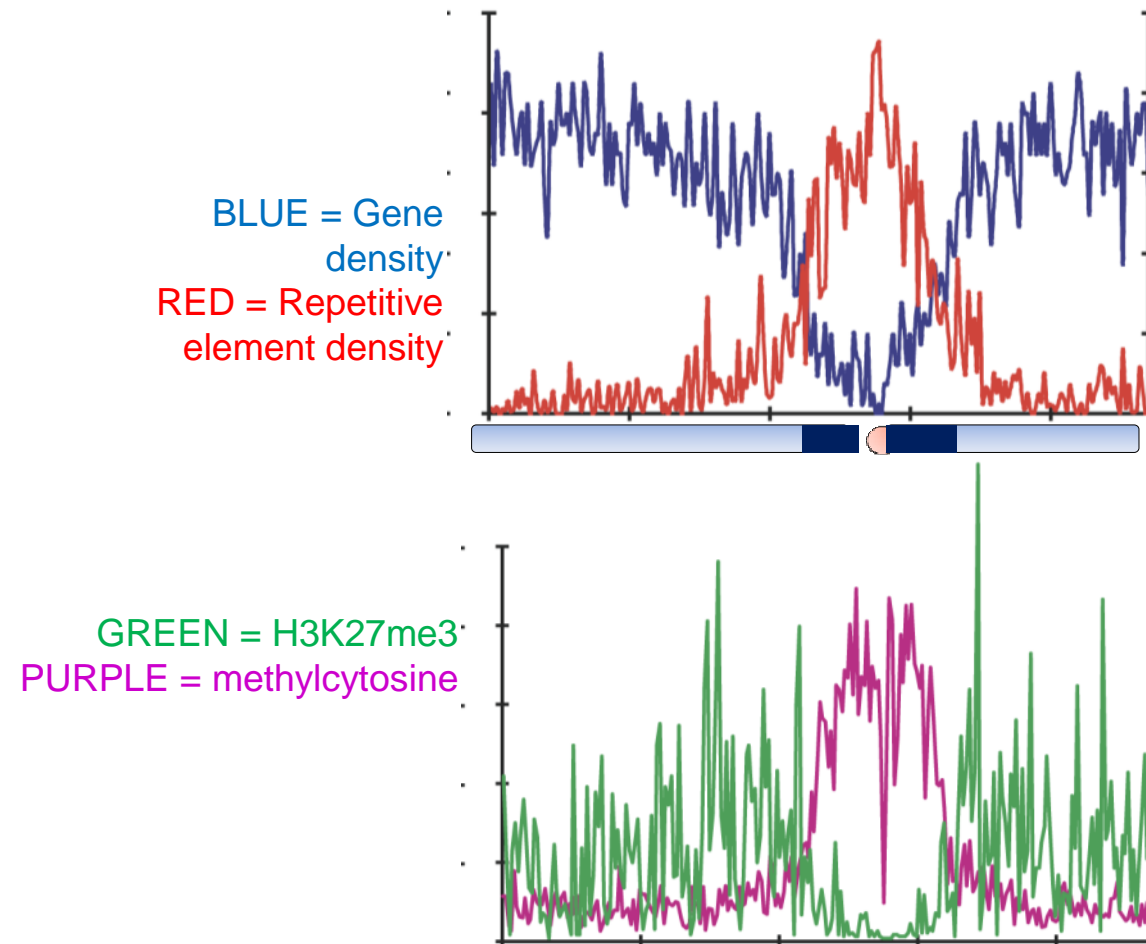 BLUE = Gene
density
RED = Repetitive
element density
GREEN = H3K27me3
PURPLE = methylcytosine